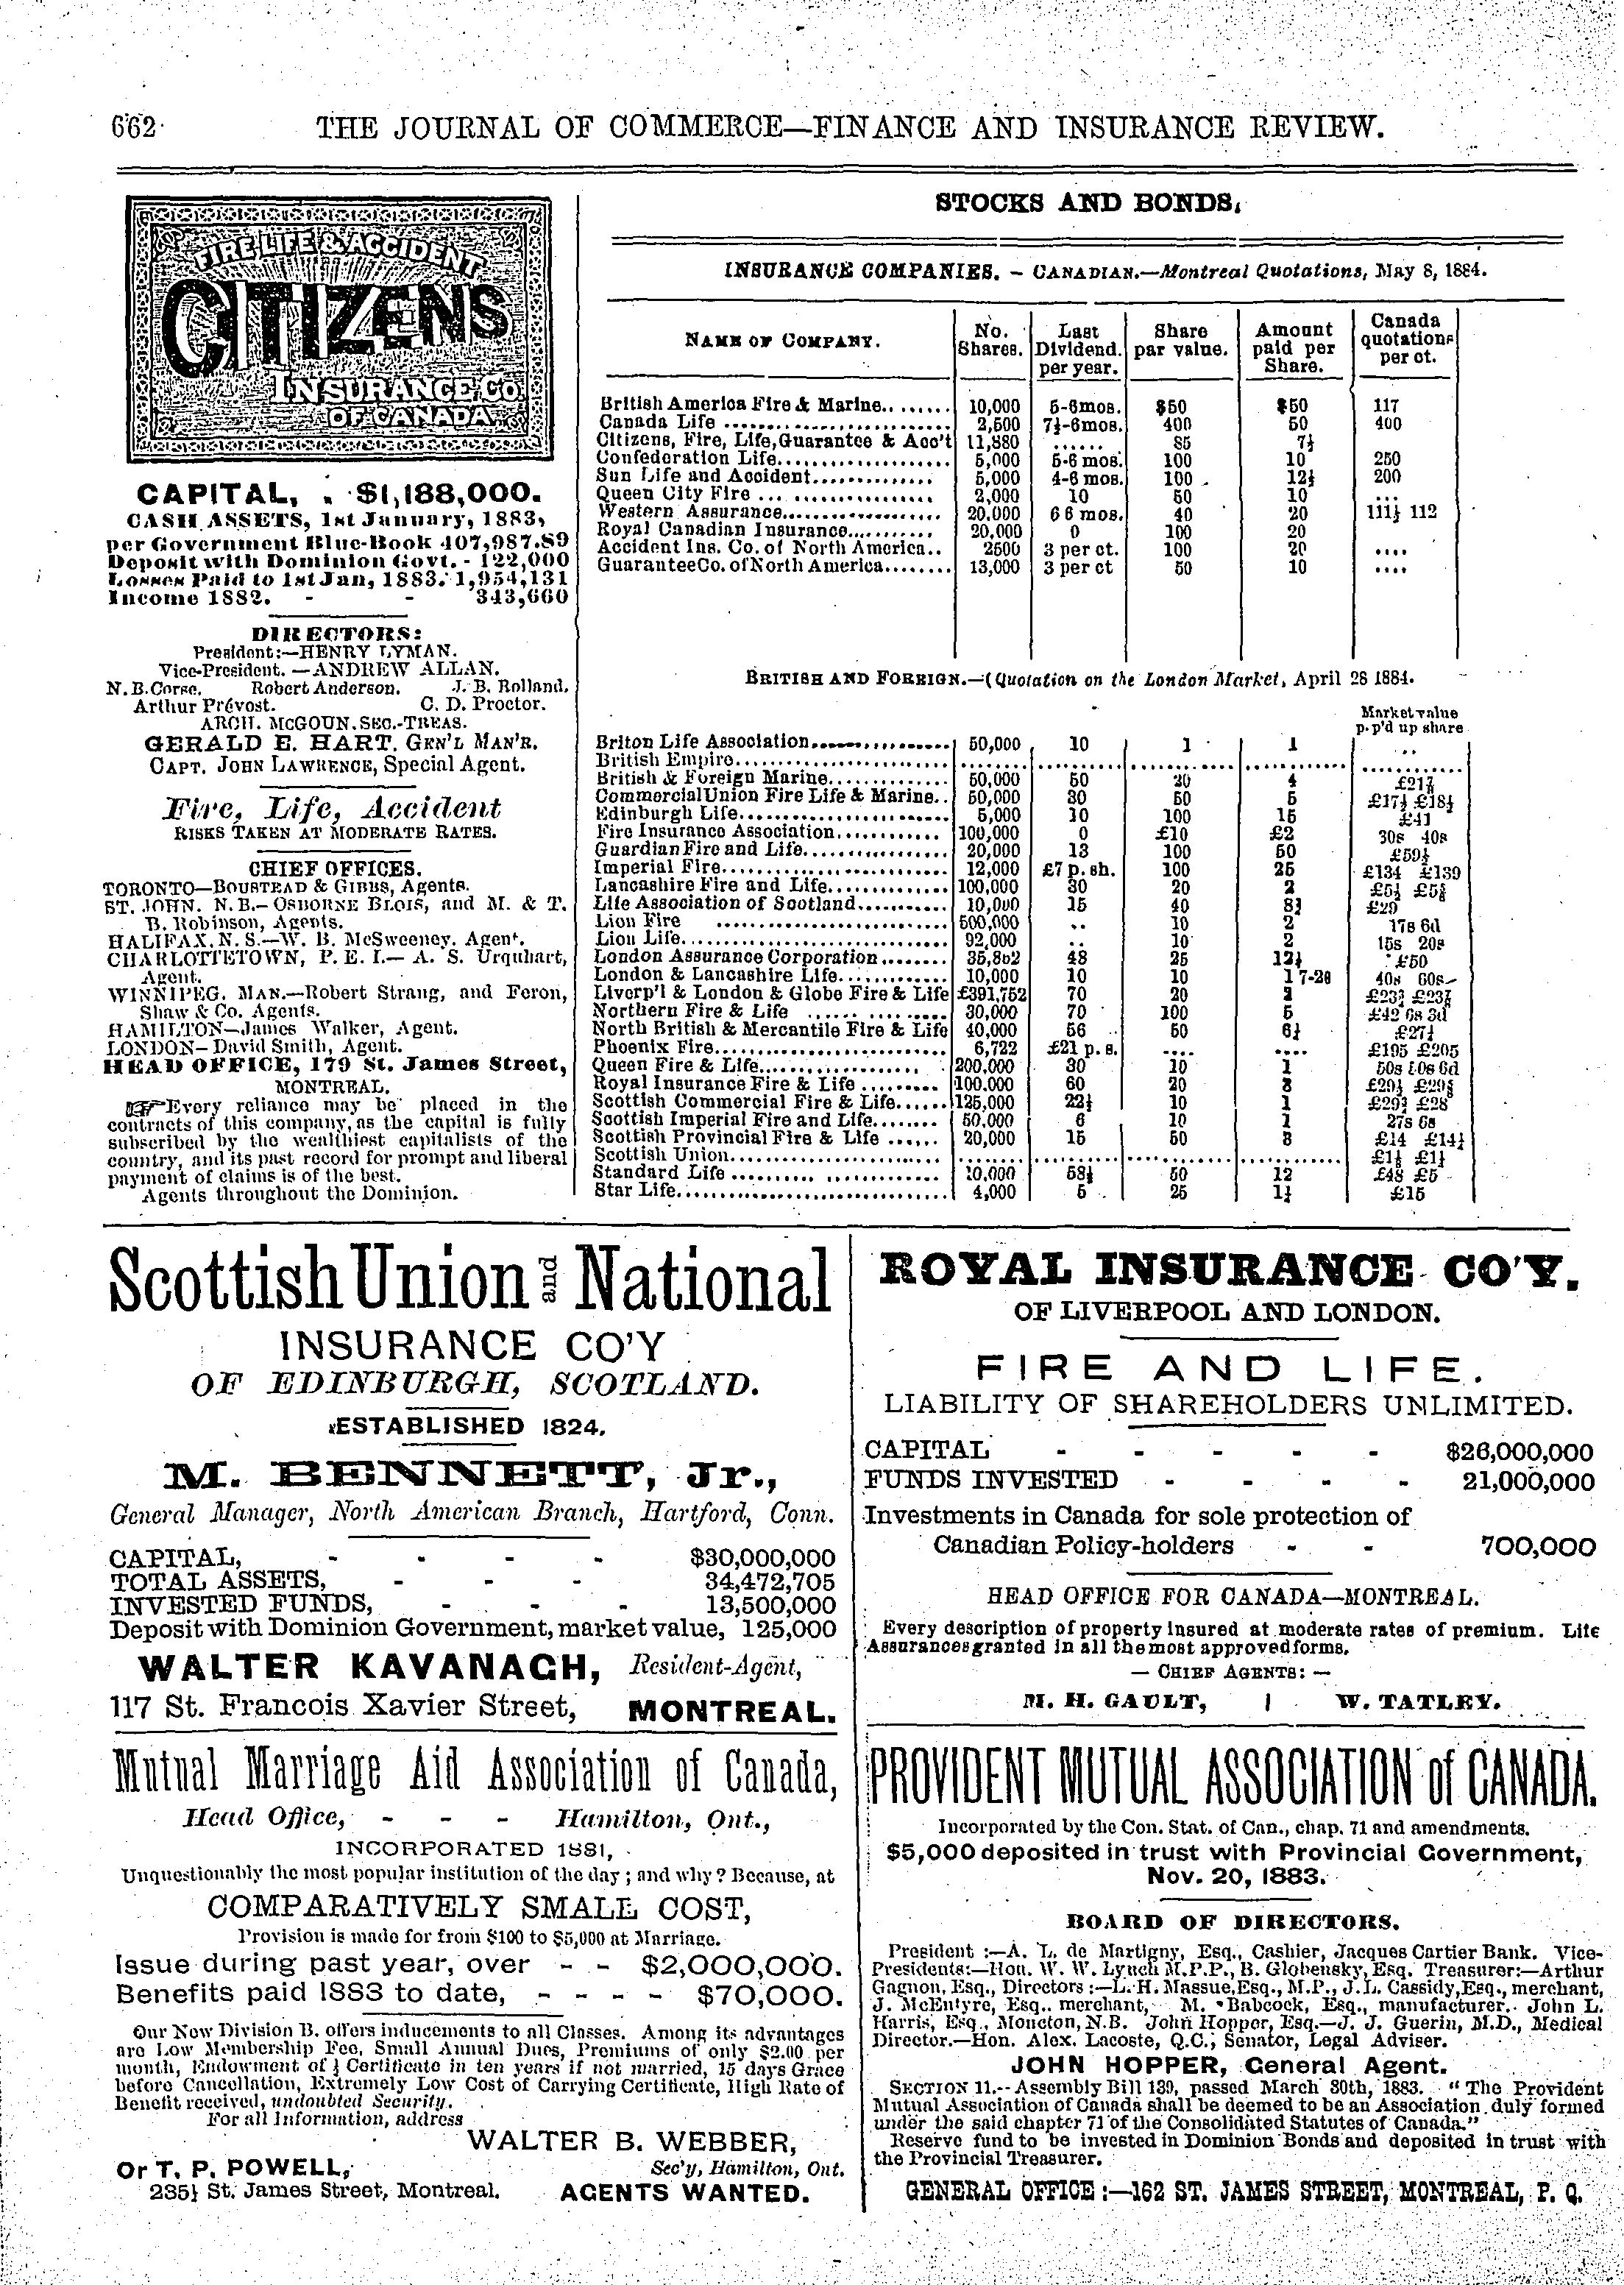 662
THE JOURNAL OF COMMERCE—FINANCE AND INSURANCE REVIEW.
FIRE LIFE & ACCIDENT
CITIZENS
INSURANCE CO.
OF CANADA
CAPITAL, . $1,188,000.
CASH ASSETS, 1st January, 1883,
per Government Blue-Book 407,987.89
Deposit with Dominion Govt. - 122,000
Losses Paid to 1st Jan, 1883. 1,954,131
Income 1882. - - 343,660
DIRECTORS:
President:—HENRY LYMAN.
Vice-President.—ANDREW ALLAN.
N. B. Corse. Robert Anderson. J. B. Rolland.
Arthur Prévost. C. D. Proctor.
ARCH. McGOUN. SEC.-TREAS.
GERALD E. HART. GEN'L MAN'R.
CAPT. JOHN LAWRENCE, Special Agent.
Fire, Life, Accident
RISKS TAKEN AT MODERATE RATES.
CHIEF OFFICES.
TORONTO—BOUSTEAD & GIBBS, Agents.
ST. JOHN. N. B.—OSBORNE BLOIS, and M. & T.
B. Robinson, Agents.
HALIFAX. N. S.—W. B. McSweeney. Agent.
CHARLOTTETOWN, P. E. I.—A. S. Urquhart,
Agent.
WINNIPEG. MAN.—Robert Strang, and Feron,
Shaw & Co. Agents.
HAMILTON—James Walker, Agent.
LONDON—David Smith, Agent.
HEAD OFFICE, 179 St. James Street,
MONTREAL.
Every reliance may be placed in the
contracts of this company, as the capital is fully
subscribed by the wealthiest capitalists of the
country, and its past record for prompt and liberal
payment of claims is of the best.
Agents throughout the Dominion.
STOCKS AND BONDS.
INSURANCE COMPANIES. – CANADIAN.—Montreal Quotations, May 8, 1884.
NAME OF COMPANY. No. Shares. Last Dividend. per year. Share par value. Amount paid per Share. Canada quotations per ct.
British America Fire & Marine.. ....... 10,000 5-6mos. $50 $50 117
Canada Life ........................ 2,500 7½-6mos. 400 50 400
Citizens, Fire, Life, Guarantee & Acc't 11,880 ...... 85 7½
Confederation Life..................... 5,000 5-6 mos. 100 10 250
Sun Life and Accident............... 5,000 4-6 mos. 100 12½ 200
Queen City Fire ... ................. 2,000 10 50 10 ...
Western Assurance................... 20,000 6 6 mos. 40 20 111½ 112
Royal Canadian Insurance........... 20,000 0 100 20
Accident Ins. Co. of North America.. 2500 3 per ct. 100 20 ....
Guarantee Co. of North America........ 13,000 3 per ct 50 10 ....
BRITISH AND FOREIGN.—(Quotation on the London Market, April 28 1884.
Market value
p. p'd up share
Briton Life Association................. 50,000 10 1 1 ..
British Empire.......................... ........
British & Foreign Marine.............. 50,000 50 20 4
Commercial Union Fire Life & Marine.. 50,000 30 50 5 £17½ £18½
Edinburgh Life......................... 5,000 10 100 15 £41
Fire Insurance Association............ 100,000 0 £10 £2 30s 40s
Guardian Fire and Life................. 20,000 13 100 50 £59½
Imperial Fire.......................... 12,000 £7 p. sh. 100 25 £134 £139
Lancashire Fire and Life............... 100,000 30 20 2
Life Association of Scotland........... 10,000 15 40 £29
Lion Fire .................... 500,000 .. 10 2 17s 6d
Lion Life.............................. 92,000 .. 10 2 15s 20s
London Assurance Corporation........ 35,862 48 25 12½ £50
London & Lancashire Life............. 10,000 10 10 1 7-20 40s 60s
Liverp'l & London & Globe Fire & Life £391,752 70 20 2
Northern Fire & Life ...... ......... 30,000 70 100 5 £42 6s 3d
North British & Mercantile Fire & Life 40,000 56 50 6¼ £27½
Phoenix Fire........................... 6,722 £21 p. s. .... .... £195 £205
Queen Fire & Life..................... 200,000 30 10 1
Royal Insurance Fire & Life ......... 100.000 60 20 3
Scottish Commercial Fire & Life...... 125,000 22½ 10 1
Scottish Imperial Fire and Life........ 50.000 6 10 1 27s 6s
Scottish Provincial Fire & Life ...... 20,000 15 50 3 £14 £14½
Scottish Union.......................... ........ £1½ £1½
Standard Life .......................... 10,000 58½ 50 12 £48 £5
Star Life................................ 4,000 5 25 1¼ £15
Scottish Union and National
INSURANCE CO'Y
OF EDINBURGH, SCOTLAND.
ESTABLISHED 1824.
M. BENNETT, Jr.,
General Manager, North American Branch, Hartford, Conn.
CAPITAL, - - - - $30,000,000
TOTAL ASSETS, - - - 34,472,705
INVESTED FUNDS, - - - 13,500,000
Deposit with Dominion Government, market value, 125,000
WALTER KAVANAGH, Resident-Agent,
117 St. Francois Xavier Street, MONTREAL.
ROYAL INSURANCE CO'Y.
OF LIVERPOOL AND LONDON.
FIRE AND LIFE.
LIABILITY OF SHAREHOLDERS UNLIMITED.
CAPITAL - - - - - $26,000,000
FUNDS INVESTED - - - - 21,000,000
Investments in Canada for sole protection of
Canadian Policy-holders - - 700,000
HEAD OFFICE FOR CANADA—MONTREAL.
Every description of property insured at moderate rates of premium. Life
Assurances granted in all the most approved forms.
— CHIEF AGENTS: —
M. H. GAULT, | W. TATLEY.
Mutual Marriage Aid Association of Canada,
Head Office, - - - Hamilton, Ont.,
INCORPORATED 1881,
Unquestionably the most popular institution of the day; and why? Because, at
COMPARATIVELY SMALL COST,
Provision is made for from $100 to $5,000 at Marriage.
Issue during past year, over - - $2,000,000.
Benefits paid 1883 to date, - - - - $70,000.
Our New Division B. offers inducements to all Classes. Among its advantages
are Low Membership Fee, Small Annual Dues, Premiums of only $2.00 per
month, Endowment of ½ Certificate in ten years if not married, 15 days Grace
before Cancellation, Extremely Low Cost of Carrying Certificate, High Rate of
Benefit received, undoubted Security.
For all Information, address
WALTER B. WEBBER,
Sec'y, Hamilton, Ont.
Or T. P. POWELL,
235½ St. James Street, Montreal. AGENTS WANTED.
PROVIDENT MUTUAL ASSOCIATION of CANADA.
Incorporated by the Con. Stat. of Can., chap. 71 and amendments.
$5,000 deposited in trust with Provincial Government,
Nov. 20, 1883.
BOARD OF DIRECTORS.
President :—A. L. de Martigny, Esq., Cashier, Jacques Cartier Bank. Vice-
Presidents:—Hon. W. W. Lynch M.P.P., B. Globensky, Esq. Treasurer:—Arthur
Gagnon, Esq., Directors :—L. H. Massue, Esq., M.P., J. L. Cassidy, Esq., merchant,
J. McEntyre, Esq.. merchant, M. Babcock, Esq., manufacturer. John L.
Harris, Esq., Moncton, N.B. John Hopper, Esq.—J. J. Guerin, M.D., Medical
Director.—Hon. Alex. Lacoste, Q.C., Senator, Legal Adviser.
JOHN HOPPER, General Agent.
SECTION 11.-- Assembly Bill 139, passed March 30th, 1883. "The Provident
Mutual Association of Canada shall be deemed to be an Association duly formed
under the said chapter 71 of the Consolidated Statutes of Canada."
Reserve fund to be invested in Dominion Bonds and deposited in trust with
the Provincial Treasurer.
GENERAL OFFICE :—162 ST. JAMES STREET, MONTREAL, P. Q.